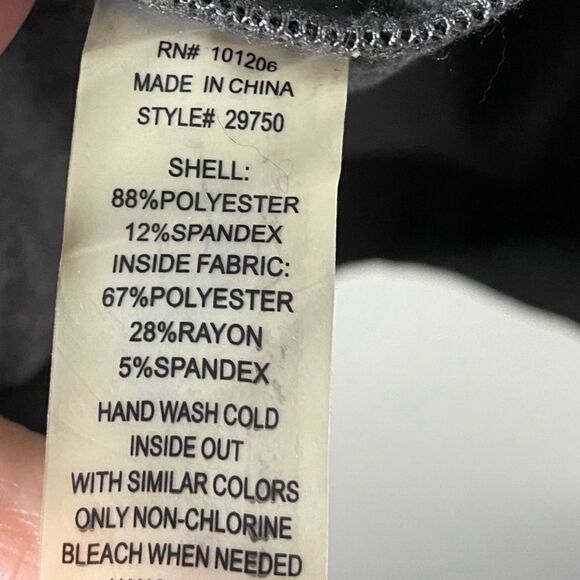 RN# 101206
MADE IN CHINA
STYLE# 29750
SHELL:
88%POLYESTER
12%SPANDEX
INSIDE FABRIC:
67%POLYESTER
28%RAYON
5%SPANDEX
HAND WASH COLD
INSIDE OUT
WITH SIMILAR COLORS
ONLY NON-CHLORINE
BLEACH WHEN NEEDED